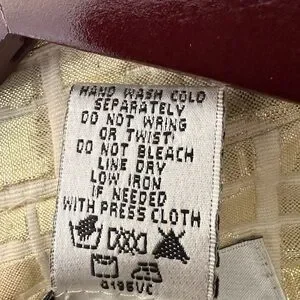 HAND WASH COLD
SEPARATELY
DO NOT WRING
OR TWIST
DO NOT BLEACH
LINE DRY
LOW IRON
IF NEEDED
WITH PRESS CLOTH